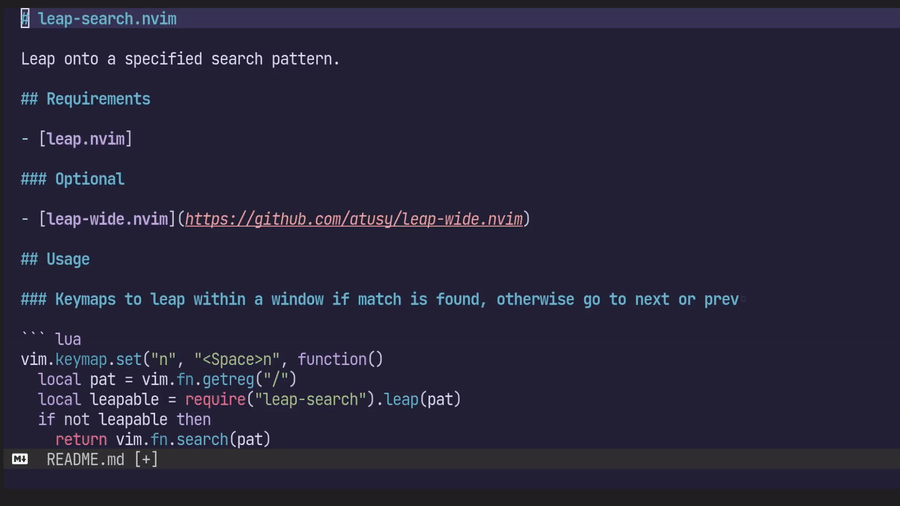 # leap-search.nvim
Leap onto a specified search pattern.
## Requirements
- [leap.nvim]
### Optional
- [leap-wide.nvim](https://github.com/atusy/leap-wide.nvim)
## Usage
### Keymaps to leap within a window if match is found, otherwise go to next or prev
``` lua
vim.keymap.set("n", "<Space>n", function()
  local pat = vim.fn.getreg("/")
  local leapable = require("leap-search").leap(pat)
  if not leapable then
    return vim.fn.search(pat)
M↓ README.md [+]